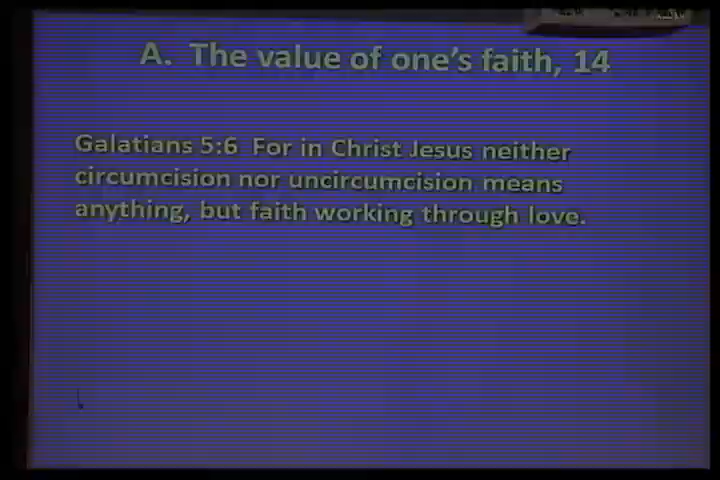 A. The value of one's faith, 14
Galatians 5:6 For in Christ Jesus neither
circumcision nor uncircumcision means
anything, but faith working through love.